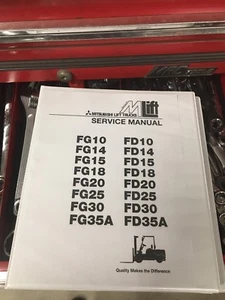 Mlift
MITSUBISHI LIFT TRUCKS
SERVICE MANUAL
FG10 FD10
FG14 FD14
FG15 FD15
FG18 FD18
FG20 FD20
FG25 FD25
FG30 FD30
FG35A FD35A
Quality Makes the Difference